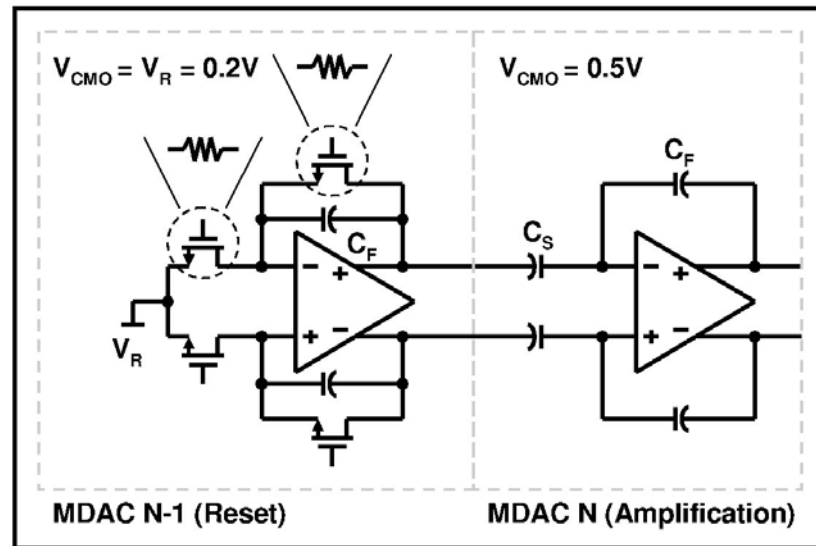 V_CMO = V_R = 0.2V
V_CMO = 0.5V
C_F
C_S
C_F
V_R
MDAC N-1 (Reset)
MDAC N (Amplification)